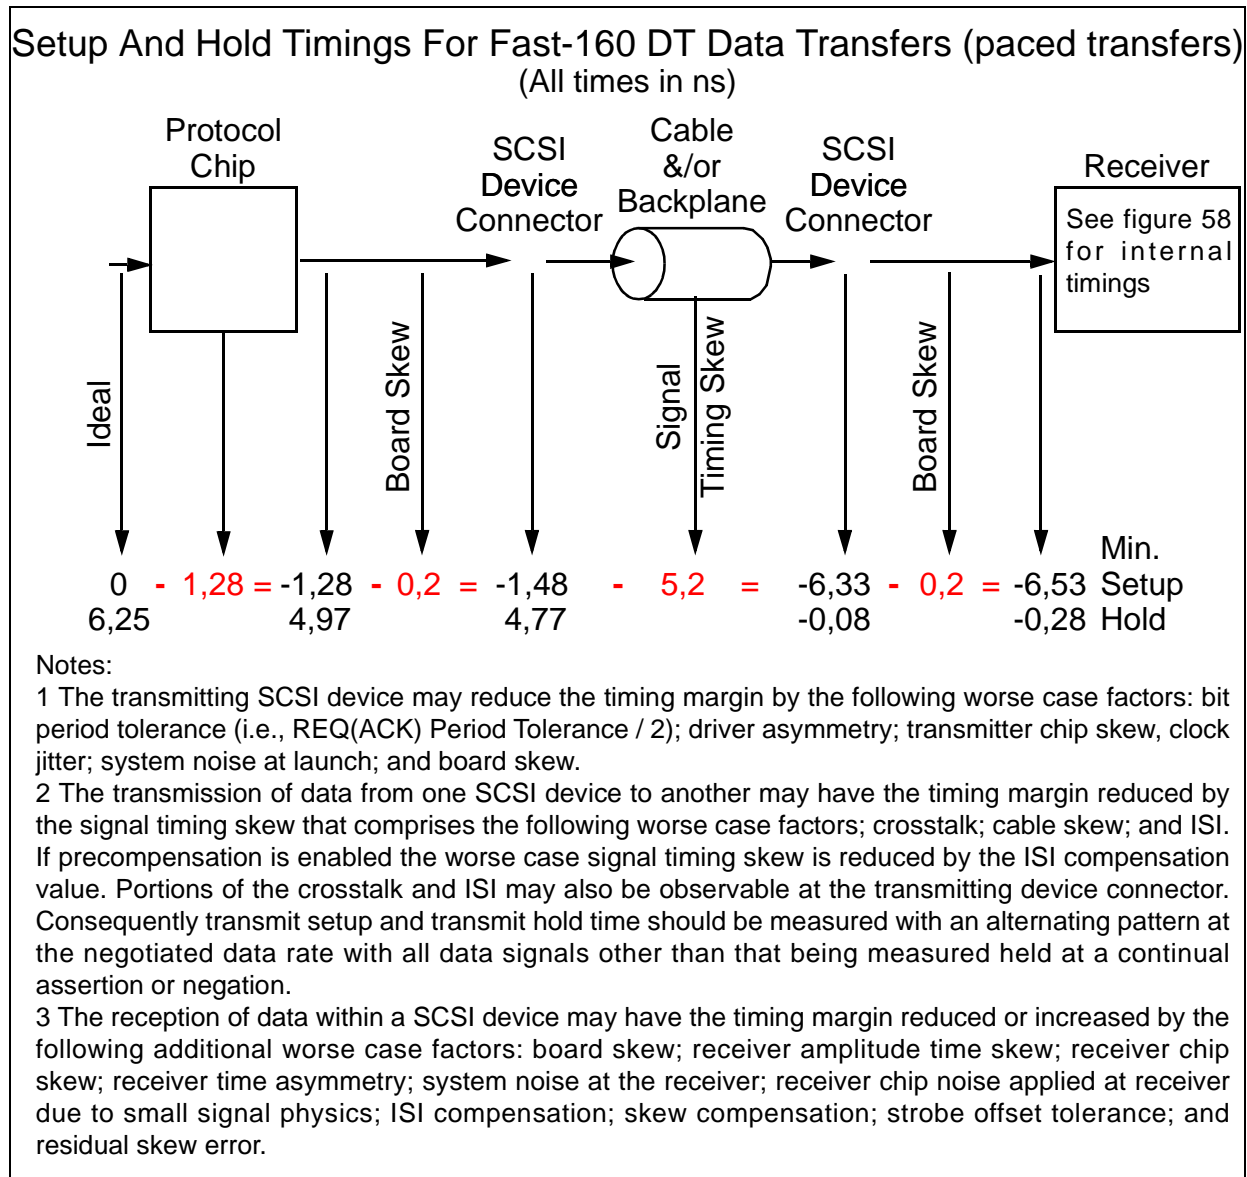 Setup And Hold Timings For Fast-160 DT Data Transfers (paced transfers)
(All times in ns)
Protocol
Chip
SCSI
Device
Connector
Cable
&/or
Backplane
SCSI
Device
Connector
Receiver
See figure 58
for internal
timings
Ideal
Board Skew
Signal
Timing Skew
Board Skew
Min.
0 - 1,28 = -1,28 - 0,2 = -1,48 - 5,2 = -6,33 - 0,2 = -6,53 Setup
6,25 4,97 4,77 -0,08 -0,28 Hold
Notes:
1 The transmitting SCSI device may reduce the timing margin by the following worse case factors: bit
period tolerance (i.e., REQ(ACK) Period Tolerance / 2); driver asymmetry; transmitter chip skew, clock
jitter; system noise at launch; and board skew.
2 The transmission of data from one SCSI device to another may have the timing margin reduced by
the signal timing skew that comprises the following worse case factors; crosstalk; cable skew; and ISI.
If precompensation is enabled the worse case signal timing skew is reduced by the ISI compensation
value. Portions of the crosstalk and ISI may also be observable at the transmitting device connector.
Consequently transmit setup and transmit hold time should be measured with an alternating pattern at
the negotiated data rate with all data signals other than that being measured held at a continual
assertion or negation.
3 The reception of data within a SCSI device may have the timing margin reduced or increased by the
following additional worse case factors: board skew; receiver amplitude time skew; receiver chip
skew; receiver time asymmetry; system noise at the receiver; receiver chip noise applied at receiver
due to small signal physics; ISI compensation; skew compensation; strobe offset tolerance; and
residual skew error.